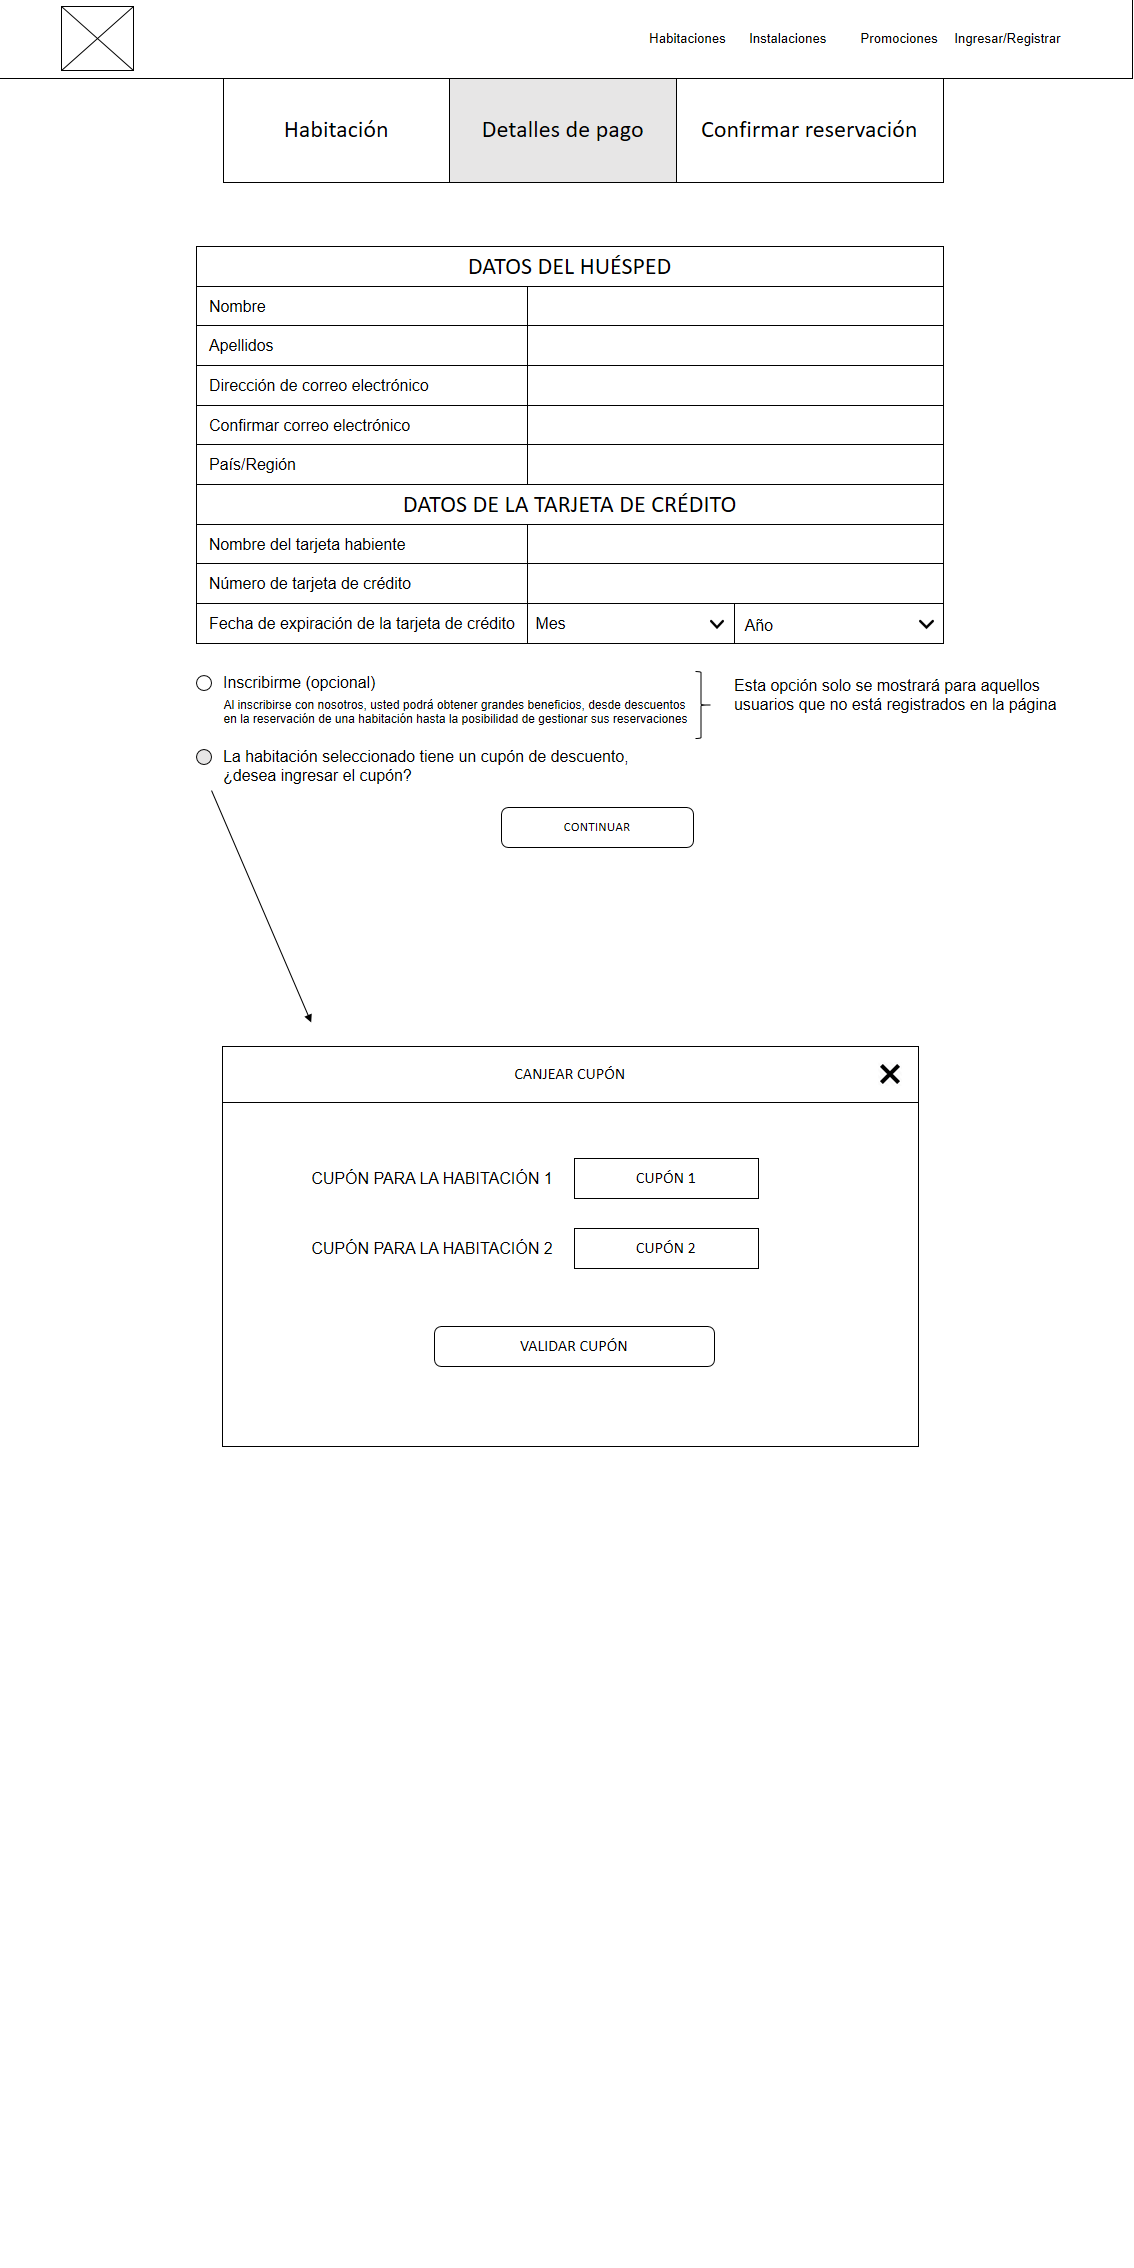 Habitaciones Instalaciones Promociones Ingresar/Registrar
Habitación Detalles de pago Confirmar reservación
DATOS DEL HUÉSPED
Nombre
Apellidos
Dirección de correo electrónico
Confirmar correo electrónico
País/Región
DATOS DE LA TARJETA DE CRÉDITO
Nombre del tarjeta habiente
Número de tarjeta de crédito
Fecha de expiración de la tarjeta de crédito Mes Año
Inscribirme (opcional)
Al inscribirse con nosotros, usted podrá obtener grandes beneficios, desde descuentos
en la reservación de una habitación hasta la posibilidad de gestionar sus reservaciones
Esta opción solo se mostrará para aquellos
usuarios que no está registrados en la página
La habitación seleccionado tiene un cupón de descuento,
¿desea ingresar el cupón?
CONTINUAR
CANJEAR CUPÓN
CUPÓN PARA LA HABITACIÓN 1 CUPÓN 1
CUPÓN PARA LA HABITACIÓN 2 CUPÓN 2
VALIDAR CUPÓN